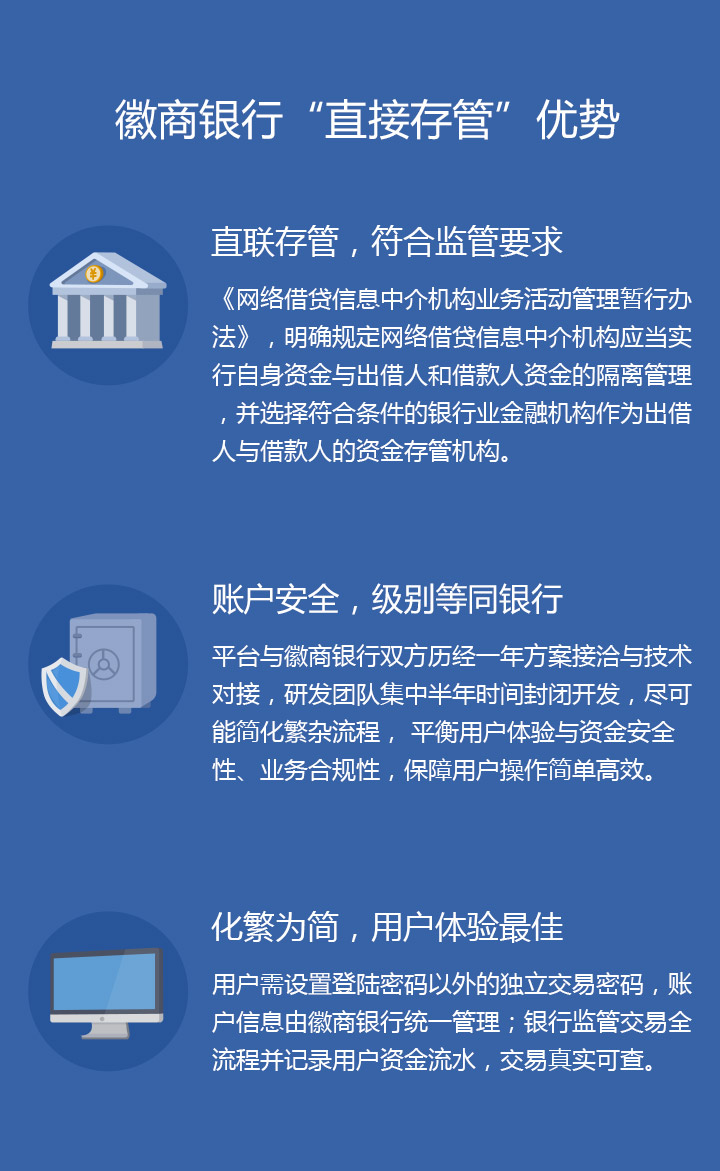 徽商银行“直接存管”优势
直联存管，符合监管要求
《网络借贷信息中介机构业务活动管理暂行办
法》，明确规定网络借贷信息中介机构应当实
行自身资金与出借人和借款人资金的隔离管理
，并选择符合条件的银行业金融机构作为出借
人与借款人的资金存管机构。
账户安全，级别等同银行
平台与徽商银行双方历经一年方案接洽与技术
对接，研发团队集中半年时间封闭开发，尽可
能简化繁杂流程， 平衡用户体验与资金安全
性、业务合规性，保障用户操作简单高效。
化繁为简，用户体验最佳
用户需设置登陆密码以外的独立交易密码，账
户信息由徽商银行统一管理；银行监管交易全
流程并记录用户资金流水，交易真实可查。